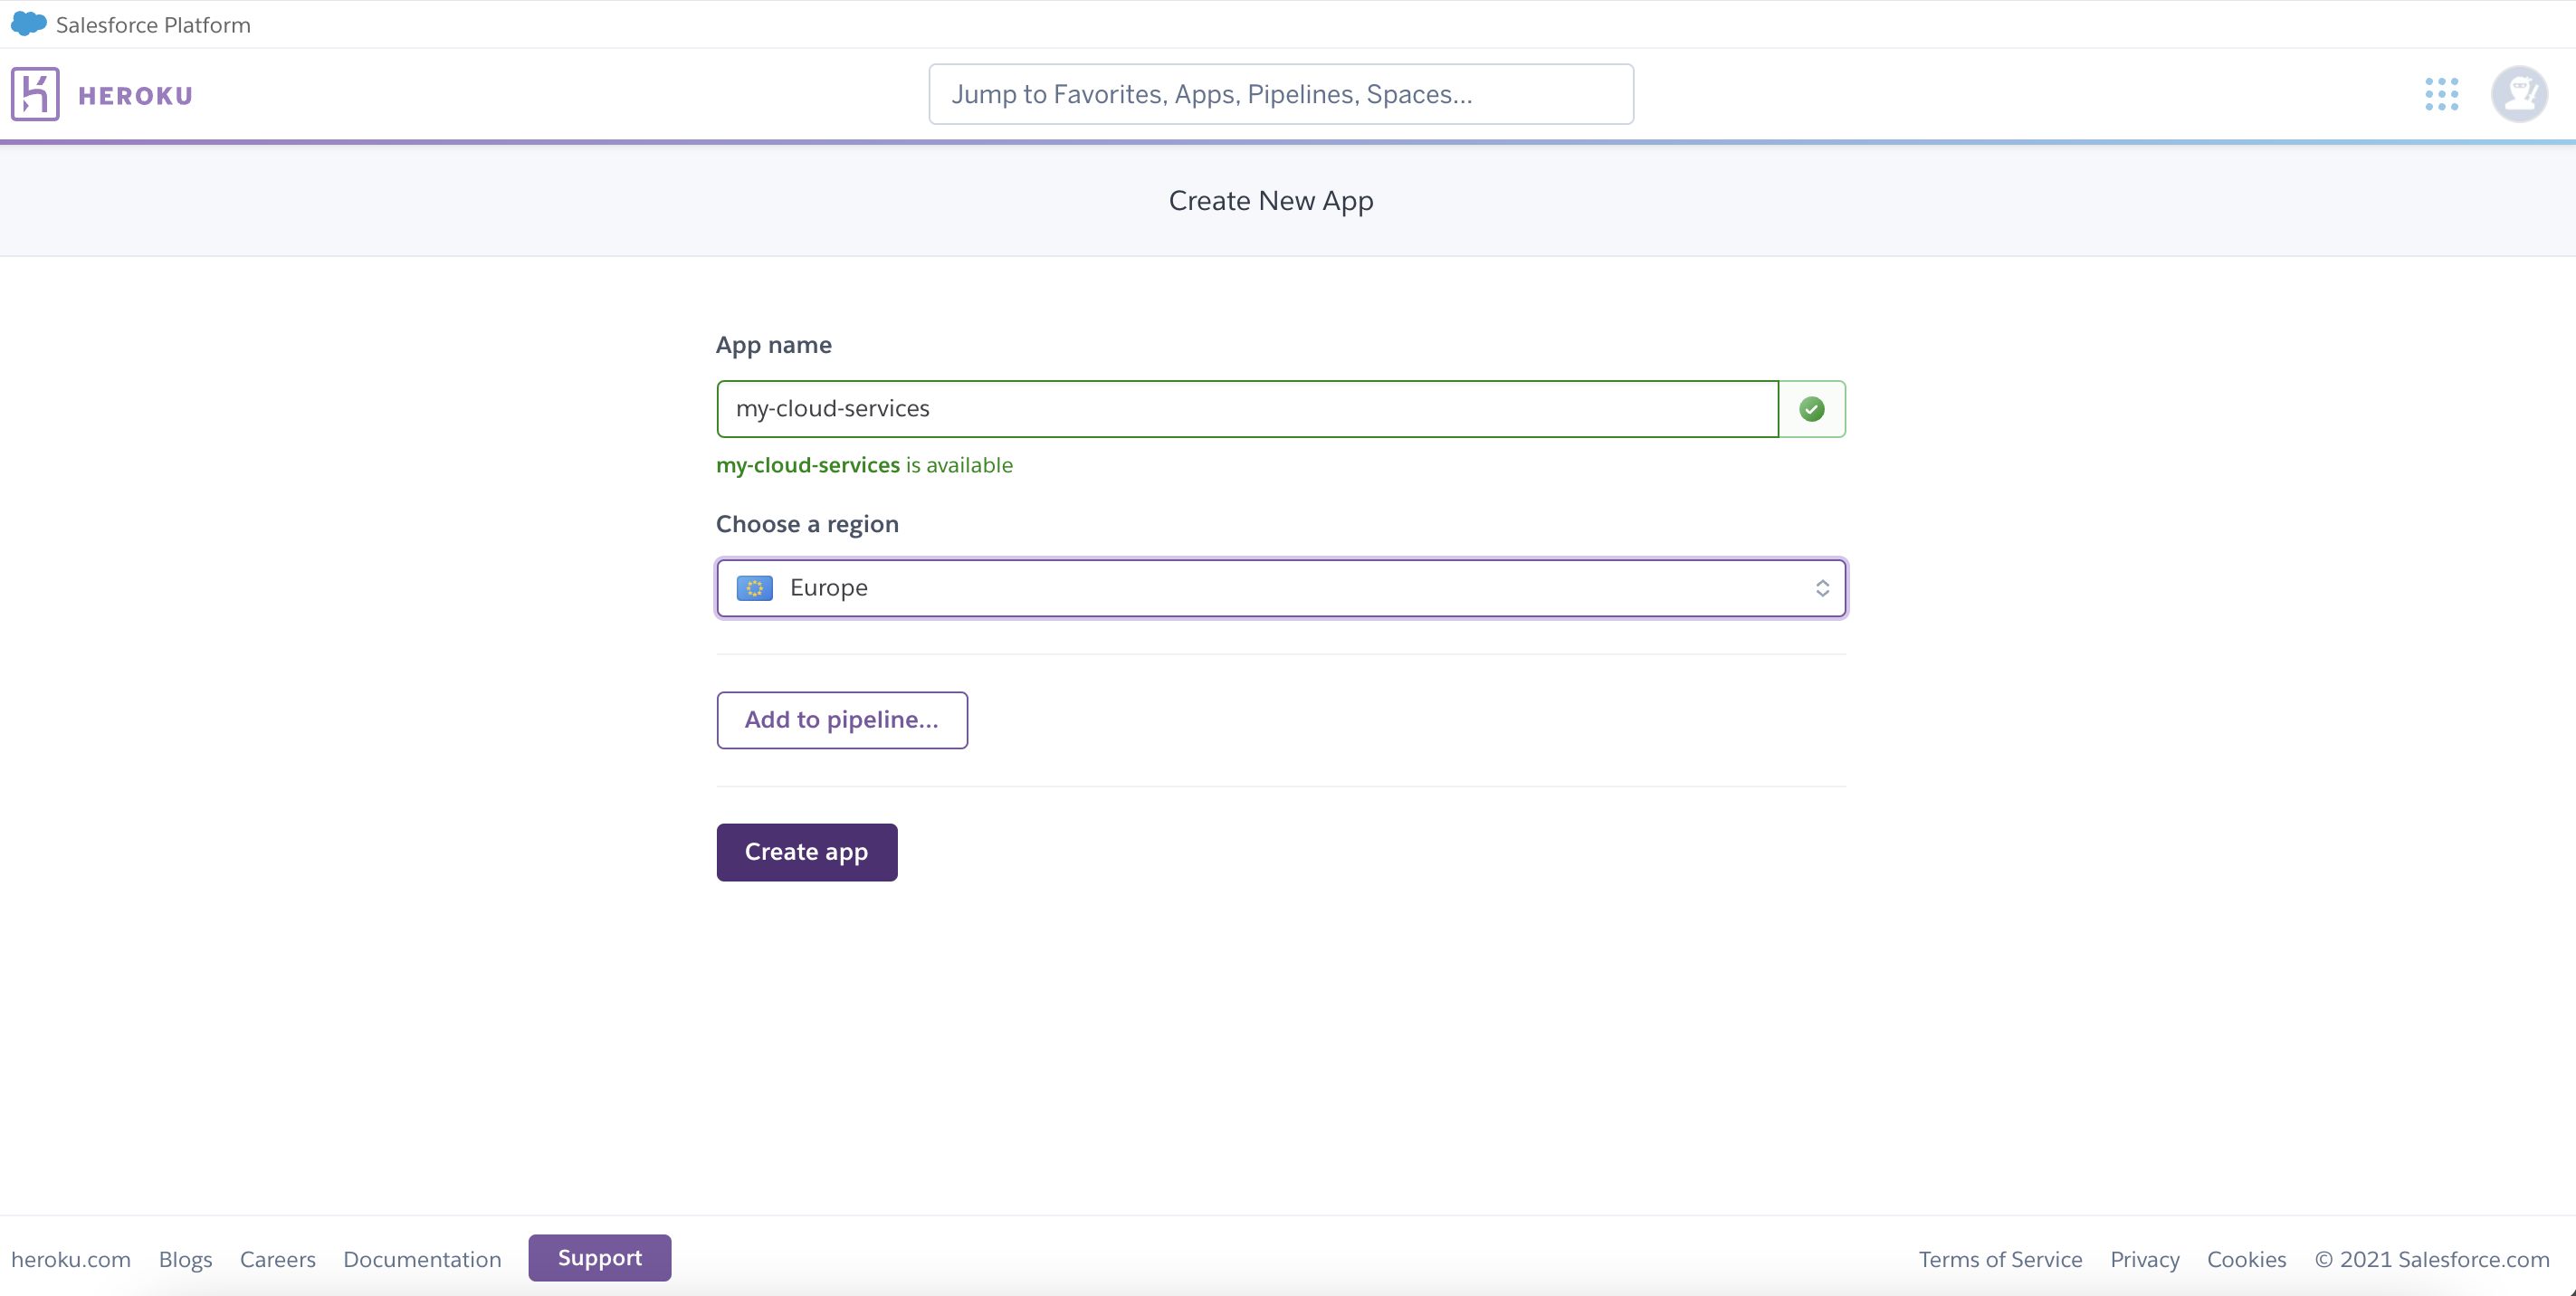 Salesforce Platform
HEROKU
Jump to Favorites, Apps, Pipelines, Spaces...
Create New App
App name
my-cloud-services
my-cloud-services is available
Choose a region
Europe
Add to pipeline...
Create app
heroku.com Blogs Careers Documentation Support Terms of Service Privacy Cookies © 2021 Salesforce.com